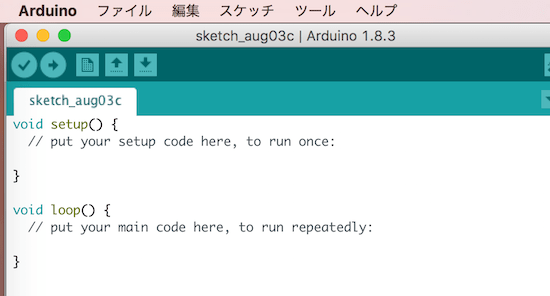 Arduino ファイル 編集 スケッチ ツール ヘルプ
sketch_aug03c | Arduino 1.8.3
sketch_aug03c
void setup() {
// put your setup code here, to run once:
}
void loop() {
// put your main code here, to run repeatedly:
}